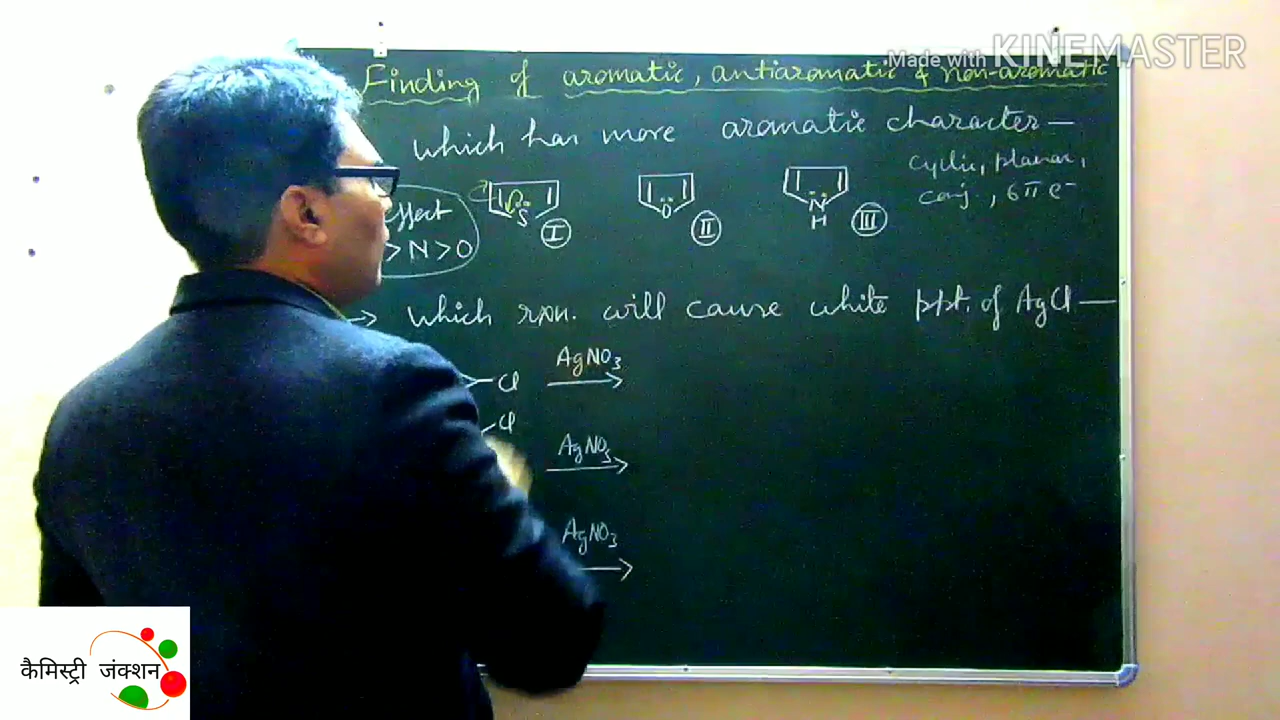 Made with KINEMASTER
Finding of aromatic, antiaromatic & non-aromatic
which has more aromatic character—
cyclic, planar,
conj., 6π e⁻
S I
O II
N H III
effect
> N > O
→ Which rxn. will cause white ppt. of AgCl—
Cl AgNO₃
Cl AgNO₃
AgNO₃
कैमिस्ट्री जंक्शन